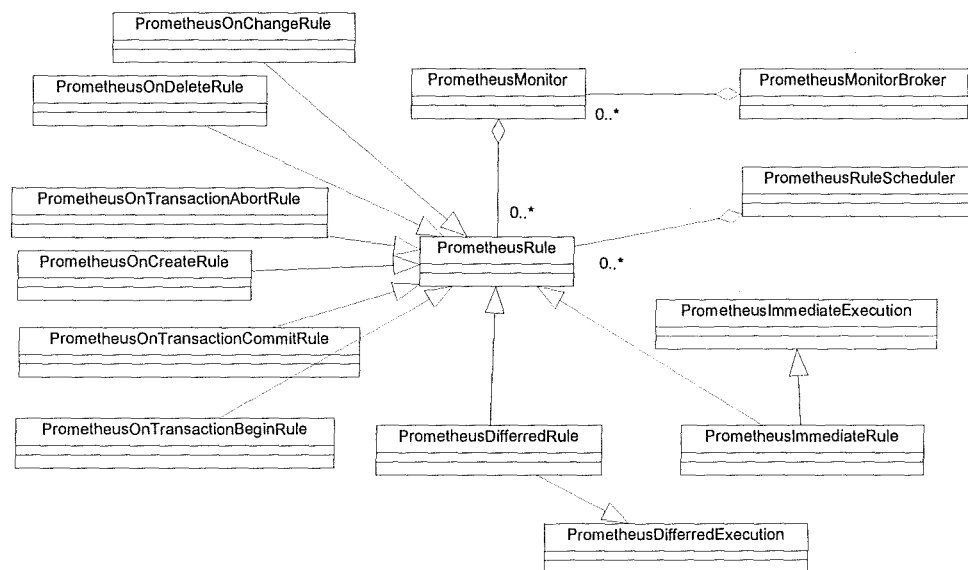 PrometheusOnChangeRule
PrometheusMonitor
PrometheusMonitorBroker
PrometheusOnDeleteRule
0..*
PrometheusRuleScheduler
PrometheusOnTransactionAbortRule
0..*
PrometheusRule
PrometheusOnCreateRule
0..*
PrometheusImmediateExecution
PrometheusOnTransactionCommitRule
PrometheusOnTransactionBeginRule
PrometheusDifferredRule
PrometheusImmediateRule
PrometheusDifferredExecution